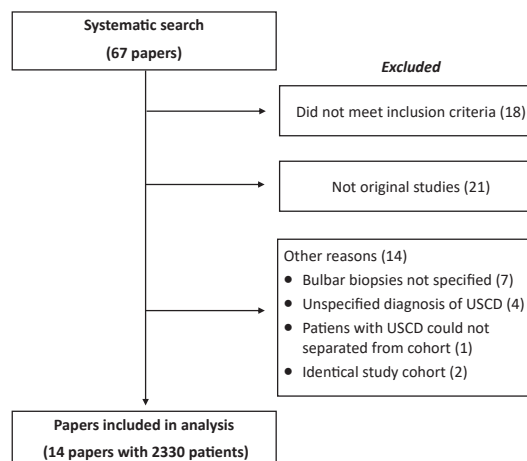 Systematic search
(67 papers)
Excluded
Did not meet inclusion criteria (18)
Not original studies (21)
Other reasons (14)
● Bulbar biopsies not specified (7)
● Unspecified diagnosis of USCD (4)
● Patiens with USCD could not
separated from cohort (1)
● Identical study cohort (2)
Papers included in analysis
(14 papers with 2330 patients)